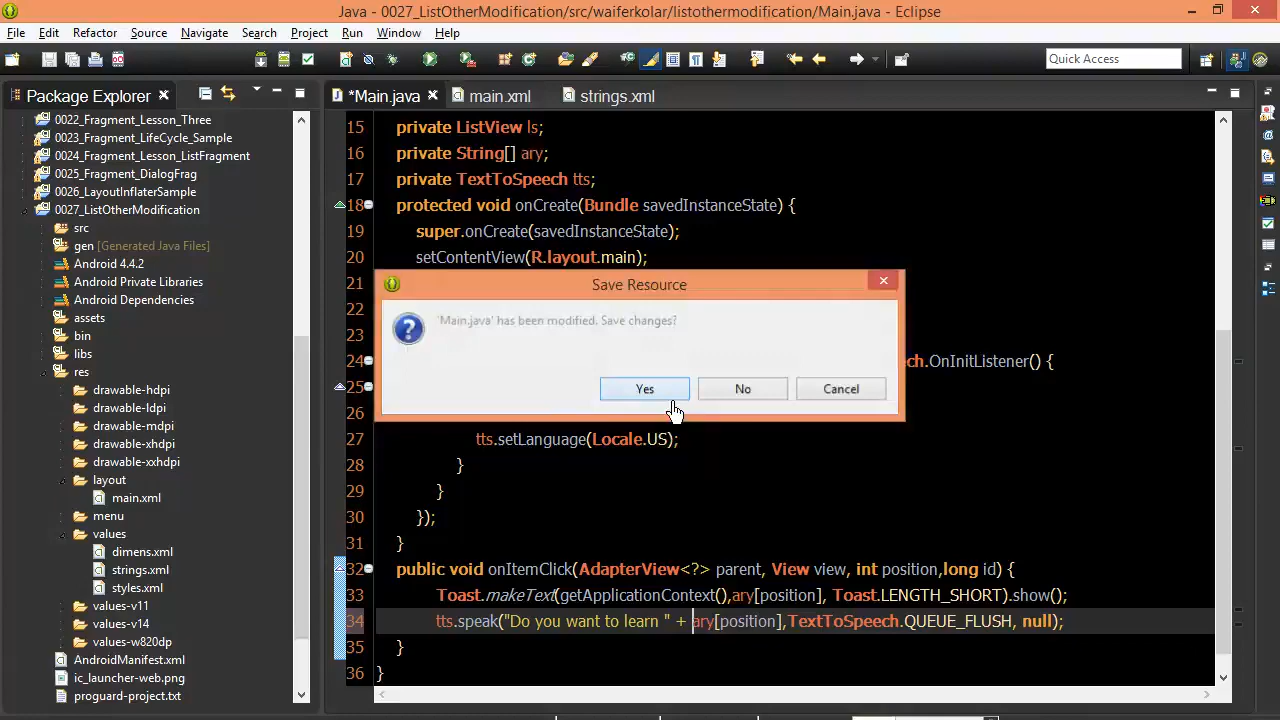 Java - 0027_ListOtherModification/src/waiferkolar/listothermodification/Main.java - Eclipse
File Edit Refactor Source Navigate Search Project Run Window Help
Quick Access
Package Explorer
*Main.java main.xml strings.xml
0022_Fragment_Lesson_Three
0023_Fragment_LifeCycle_Sample
0024_Fragment_Lesson_ListFragment
0025_Fragment_DialogFrag
0026_LayoutInflaterSample
0027_ListOtherModification
src
gen [Generated Java Files]
Android 4.4.2
Android Private Libraries
Android Dependencies
assets
bin
libs
res
drawable-hdpi
drawable-ldpi
drawable-mdpi
drawable-xhdpi
drawable-xxhdpi
layout
main.xml
menu
values
dimens.xml
strings.xml
styles.xml
values-v11
values-v14
values-w820dp
AndroidManifest.xml
ic_launcher-web.png
proguard-project.txt
15 private ListView ls;
16 private String[] ary;
17 private TextToSpeech tts;
18 protected void onCreate(Bundle savedInstanceState) {
19 super.onCreate(savedInstanceState);
20 setContentView(R.layout.main);
21
22
23
24 ch.OnInitListener() {
25
26
27 tts.setLanguage(Locale.US);
28 }
29 }
30 });
31 }
32 public void onItemClick(AdapterView<?> parent, View view, int position,long id) {
33 Toast.makeText(getApplicationContext(),ary[position], Toast.LENGTH_SHORT).show();
34 tts.speak("Do you want to learn " + ary[position],TextToSpeech.QUEUE_FLUSH, null);
35 }
36 }
Save Resource
'Main.java' has been modified. Save changes?
Yes No Cancel